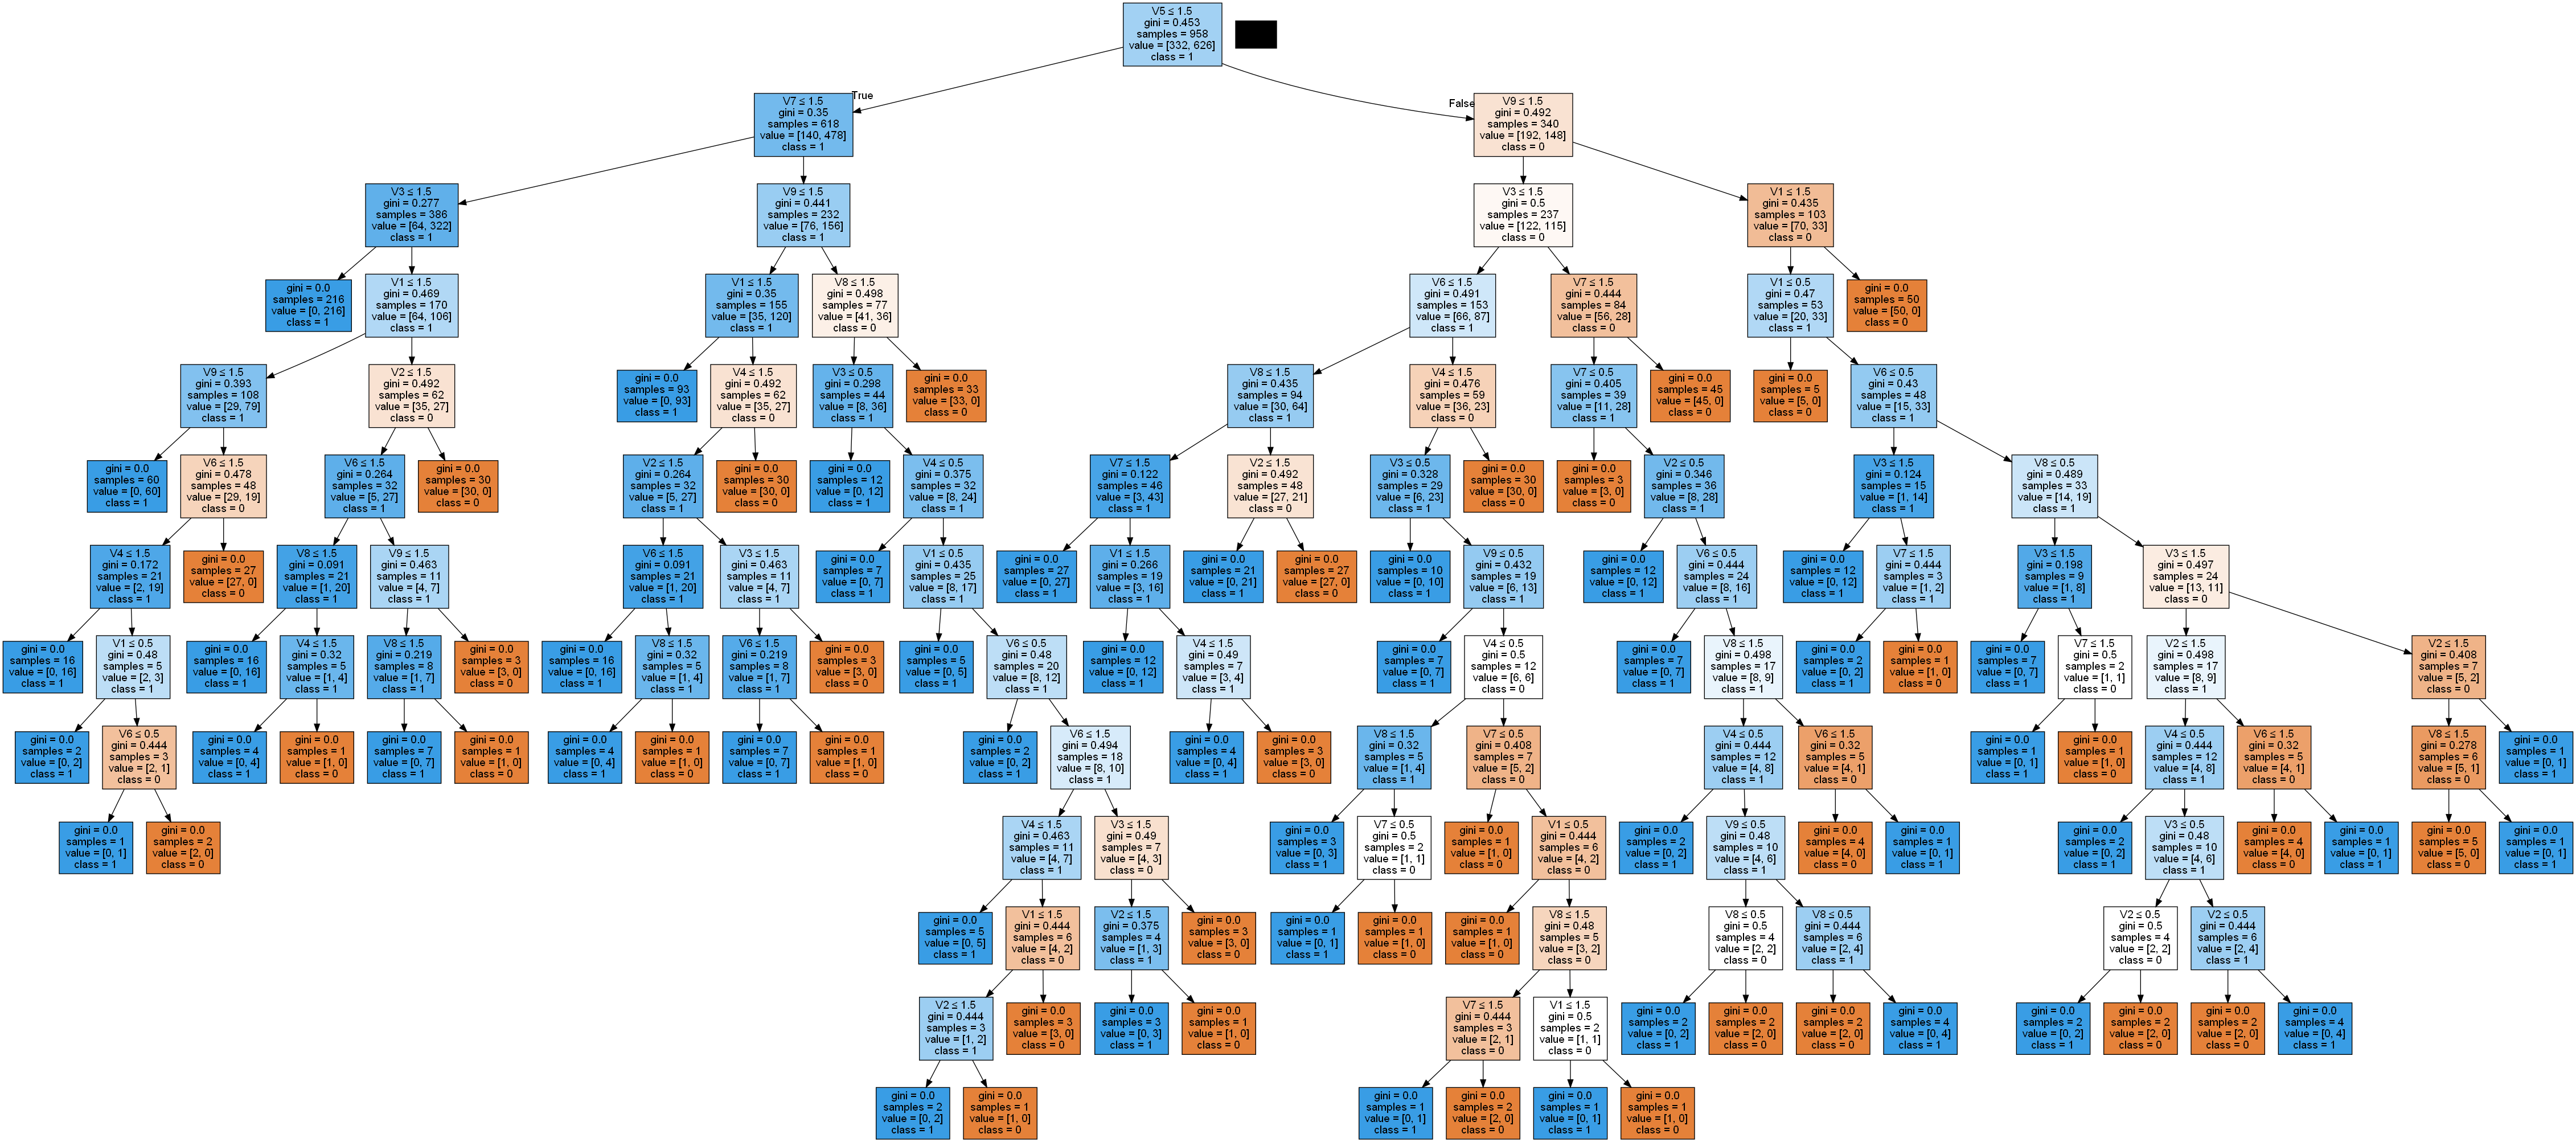 V5 ≤ 1.5
gini = 0.453
samples = 958
value = [332, 626]
class = 1
True
False
V7 ≤ 1.5
gini = 0.35
samples = 618
value = [140, 478]
class = 1
V9 ≤ 1.5
gini = 0.492
samples = 340
value = [192, 148]
class = 0
V3 ≤ 1.5
gini = 0.277
samples = 386
value = [64, 322]
class = 1
V9 ≤ 1.5
gini = 0.441
samples = 232
value = [76, 156]
class = 1
V3 ≤ 1.5
gini = 0.5
samples = 237
value = [122, 115]
class = 0
V1 ≤ 1.5
gini = 0.435
samples = 103
value = [70, 33]
class = 0
gini = 0.0
samples = 216
value = [0, 216]
class = 1
V1 ≤ 1.5
gini = 0.469
samples = 170
value = [64, 106]
class = 1
V1 ≤ 1.5
gini = 0.35
samples = 155
value = [35, 120]
class = 1
V8 ≤ 1.5
gini = 0.498
samples = 77
value = [41, 36]
class = 0
V6 ≤ 1.5
gini = 0.491
samples = 153
value = [66, 87]
class = 1
V7 ≤ 1.5
gini = 0.444
samples = 84
value = [56, 28]
class = 0
V1 ≤ 0.5
gini = 0.47
samples = 53
value = [20, 33]
class = 1
gini = 0.0
samples = 50
value = [50, 0]
class = 0
V9 ≤ 1.5
gini = 0.393
samples = 108
value = [29, 79]
class = 1
V2 ≤ 1.5
gini = 0.492
samples = 62
value = [35, 27]
class = 0
gini = 0.0
samples = 93
value = [0, 93]
class = 1
V4 ≤ 1.5
gini = 0.492
samples = 62
value = [35, 27]
class = 0
V3 ≤ 0.5
gini = 0.298
samples = 44
value = [8, 36]
class = 1
gini = 0.0
samples = 33
value = [33, 0]
class = 0
V8 ≤ 1.5
gini = 0.435
samples = 94
value = [30, 64]
class = 1
V4 ≤ 1.5
gini = 0.476
samples = 59
value = [36, 23]
class = 0
V7 ≤ 0.5
gini = 0.405
samples = 39
value = [11, 28]
class = 1
gini = 0.0
samples = 45
value = [45, 0]
class = 0
gini = 0.0
samples = 5
value = [5, 0]
class = 0
V6 ≤ 0.5
gini = 0.43
samples = 48
value = [15, 33]
class = 1
gini = 0.0
samples = 60
value = [0, 60]
class = 1
V6 ≤ 1.5
gini = 0.478
samples = 48
value = [29, 19]
class = 0
V6 ≤ 1.5
gini = 0.264
samples = 32
value = [5, 27]
class = 1
gini = 0.0
samples = 30
value = [30, 0]
class = 0
V2 ≤ 1.5
gini = 0.264
samples = 32
value = [5, 27]
class = 1
gini = 0.0
samples = 30
value = [30, 0]
class = 0
gini = 0.0
samples = 12
value = [0, 12]
class = 1
V4 ≤ 0.5
gini = 0.375
samples = 32
value = [8, 24]
class = 1
V7 ≤ 1.5
gini = 0.122
samples = 46
value = [3, 43]
class = 1
V2 ≤ 1.5
gini = 0.492
samples = 48
value = [27, 21]
class = 0
V3 ≤ 0.5
gini = 0.328
samples = 29
value = [6, 23]
class = 1
gini = 0.0
samples = 30
value = [30, 0]
class = 0
gini = 0.0
samples = 3
value = [3, 0]
class = 0
V2 ≤ 0.5
gini = 0.346
samples = 36
value = [8, 28]
class = 1
V3 ≤ 1.5
gini = 0.124
samples = 15
value = [1, 14]
class = 1
V8 ≤ 0.5
gini = 0.489
samples = 33
value = [14, 19]
class = 1
V4 ≤ 1.5
gini = 0.172
samples = 21
value = [2, 19]
class = 1
gini = 0.0
samples = 27
value = [27, 0]
class = 0
V8 ≤ 1.5
gini = 0.091
samples = 21
value = [1, 20]
class = 1
V9 ≤ 1.5
gini = 0.463
samples = 11
value = [4, 7]
class = 1
V6 ≤ 1.5
gini = 0.091
samples = 21
value = [1, 20]
class = 1
V3 ≤ 1.5
gini = 0.463
samples = 11
value = [4, 7]
class = 1
gini = 0.0
samples = 7
value = [0, 7]
class = 1
V1 ≤ 0.5
gini = 0.435
samples = 25
value = [8, 17]
class = 1
gini = 0.0
samples = 27
value = [0, 27]
class = 1
V1 ≤ 1.5
gini = 0.266
samples = 19
value = [3, 16]
class = 1
gini = 0.0
samples = 21
value = [0, 21]
class = 1
gini = 0.0
samples = 27
value = [27, 0]
class = 0
gini = 0.0
samples = 10
value = [0, 10]
class = 1
V9 ≤ 0.5
gini = 0.432
samples = 19
value = [6, 13]
class = 1
gini = 0.0
samples = 12
value = [0, 12]
class = 1
V6 ≤ 0.5
gini = 0.444
samples = 24
value = [8, 16]
class = 1
gini = 0.0
samples = 12
value = [0, 12]
class = 1
V7 ≤ 1.5
gini = 0.444
samples = 3
value = [1, 2]
class = 1
V3 ≤ 1.5
gini = 0.198
samples = 9
value = [1, 8]
class = 1
V3 ≤ 1.5
gini = 0.497
samples = 24
value = [13, 11]
class = 0
gini = 0.0
samples = 16
value = [0, 16]
class = 1
V1 ≤ 0.5
gini = 0.48
samples = 5
value = [2, 3]
class = 1
gini = 0.0
samples = 16
value = [0, 16]
class = 1
V4 ≤ 1.5
gini = 0.32
samples = 5
value = [1, 4]
class = 1
V8 ≤ 1.5
gini = 0.219
samples = 8
value = [1, 7]
class = 1
gini = 0.0
samples = 3
value = [3, 0]
class = 0
gini = 0.0
samples = 16
value = [0, 16]
class = 1
V8 ≤ 1.5
gini = 0.32
samples = 5
value = [1, 4]
class = 1
V6 ≤ 1.5
gini = 0.219
samples = 8
value = [1, 7]
class = 1
gini = 0.0
samples = 3
value = [3, 0]
class = 0
gini = 0.0
samples = 5
value = [0, 5]
class = 1
V6 ≤ 0.5
gini = 0.48
samples = 20
value = [8, 12]
class = 1
gini = 0.0
samples = 12
value = [0, 12]
class = 1
V4 ≤ 1.5
gini = 0.49
samples = 7
value = [3, 4]
class = 1
gini = 0.0
samples = 7
value = [0, 7]
class = 1
V4 ≤ 0.5
gini = 0.5
samples = 12
value = [6, 6]
class = 0
gini = 0.0
samples = 7
value = [0, 7]
class = 1
V8 ≤ 1.5
gini = 0.498
samples = 17
value = [8, 9]
class = 1
gini = 0.0
samples = 2
value = [0, 2]
class = 1
gini = 0.0
samples = 1
value = [1, 0]
class = 0
gini = 0.0
samples = 7
value = [0, 7]
class = 1
V7 ≤ 1.5
gini = 0.5
samples = 2
value = [1, 1]
class = 0
V2 ≤ 1.5
gini = 0.498
samples = 17
value = [8, 9]
class = 1
V2 ≤ 1.5
gini = 0.408
samples = 7
value = [5, 2]
class = 0
gini = 0.0
samples = 2
value = [0, 2]
class = 1
V6 ≤ 0.5
gini = 0.444
samples = 3
value = [2, 1]
class = 0
gini = 0.0
samples = 4
value = [0, 4]
class = 1
gini = 0.0
samples = 1
value = [1, 0]
class = 0
gini = 0.0
samples = 7
value = [0, 7]
class = 1
gini = 0.0
samples = 1
value = [1, 0]
class = 0
gini = 0.0
samples = 4
value = [0, 4]
class = 1
gini = 0.0
samples = 1
value = [1, 0]
class = 0
gini = 0.0
samples = 7
value = [0, 7]
class = 1
gini = 0.0
samples = 1
value = [1, 0]
class = 0
gini = 0.0
samples = 2
value = [0, 2]
class = 1
V6 ≤ 1.5
gini = 0.494
samples = 18
value = [8, 10]
class = 1
gini = 0.0
samples = 4
value = [0, 4]
class = 1
gini = 0.0
samples = 3
value = [3, 0]
class = 0
V8 ≤ 1.5
gini = 0.32
samples = 5
value = [1, 4]
class = 1
V7 ≤ 0.5
gini = 0.408
samples = 7
value = [5, 2]
class = 0
V4 ≤ 0.5
gini = 0.444
samples = 12
value = [4, 8]
class = 1
V6 ≤ 1.5
gini = 0.32
samples = 5
value = [4, 1]
class = 0
gini = 0.0
samples = 1
value = [0, 1]
class = 1
gini = 0.0
samples = 1
value = [1, 0]
class = 0
V4 ≤ 0.5
gini = 0.444
samples = 12
value = [4, 8]
class = 1
V6 ≤ 1.5
gini = 0.32
samples = 5
value = [4, 1]
class = 0
V8 ≤ 1.5
gini = 0.278
samples = 6
value = [5, 1]
class = 0
gini = 0.0
samples = 1
value = [0, 1]
class = 1
gini = 0.0
samples = 1
value = [0, 1]
class = 1
gini = 0.0
samples = 2
value = [2, 0]
class = 0
V4 ≤ 1.5
gini = 0.463
samples = 11
value = [4, 7]
class = 1
V3 ≤ 1.5
gini = 0.49
samples = 7
value = [4, 3]
class = 0
gini = 0.0
samples = 3
value = [0, 3]
class = 1
V7 ≤ 0.5
gini = 0.5
samples = 2
value = [1, 1]
class = 0
gini = 0.0
samples = 1
value = [1, 0]
class = 0
V1 ≤ 0.5
gini = 0.444
samples = 6
value = [4, 2]
class = 0
gini = 0.0
samples = 2
value = [0, 2]
class = 1
V9 ≤ 0.5
gini = 0.48
samples = 10
value = [4, 6]
class = 1
gini = 0.0
samples = 4
value = [4, 0]
class = 0
gini = 0.0
samples = 1
value = [0, 1]
class = 1
gini = 0.0
samples = 2
value = [0, 2]
class = 1
V3 ≤ 0.5
gini = 0.48
samples = 10
value = [4, 6]
class = 1
gini = 0.0
samples = 4
value = [4, 0]
class = 0
gini = 0.0
samples = 1
value = [0, 1]
class = 1
gini = 0.0
samples = 5
value = [5, 0]
class = 0
gini = 0.0
samples = 1
value = [0, 1]
class = 1
gini = 0.0
samples = 5
value = [0, 5]
class = 1
V1 ≤ 1.5
gini = 0.444
samples = 6
value = [4, 2]
class = 0
V2 ≤ 1.5
gini = 0.375
samples = 4
value = [1, 3]
class = 1
gini = 0.0
samples = 3
value = [3, 0]
class = 0
gini = 0.0
samples = 1
value = [0, 1]
class = 1
gini = 0.0
samples = 1
value = [1, 0]
class = 0
gini = 0.0
samples = 1
value = [1, 0]
class = 0
V8 ≤ 1.5
gini = 0.48
samples = 5
value = [3, 2]
class = 0
V8 ≤ 0.5
gini = 0.5
samples = 4
value = [2, 2]
class = 0
V8 ≤ 0.5
gini = 0.444
samples = 6
value = [2, 4]
class = 1
V2 ≤ 0.5
gini = 0.5
samples = 4
value = [2, 2]
class = 0
V2 ≤ 0.5
gini = 0.444
samples = 6
value = [2, 4]
class = 1
V2 ≤ 1.5
gini = 0.444
samples = 3
value = [1, 2]
class = 1
gini = 0.0
samples = 3
value = [3, 0]
class = 0
gini = 0.0
samples = 3
value = [0, 3]
class = 1
gini = 0.0
samples = 1
value = [1, 0]
class = 0
V7 ≤ 1.5
gini = 0.444
samples = 3
value = [2, 1]
class = 0
V1 ≤ 1.5
gini = 0.5
samples = 2
value = [1, 1]
class = 0
gini = 0.0
samples = 2
value = [0, 2]
class = 1
gini = 0.0
samples = 2
value = [2, 0]
class = 0
gini = 0.0
samples = 2
value = [2, 0]
class = 0
gini = 0.0
samples = 4
value = [0, 4]
class = 1
gini = 0.0
samples = 2
value = [0, 2]
class = 1
gini = 0.0
samples = 2
value = [2, 0]
class = 0
gini = 0.0
samples = 2
value = [2, 0]
class = 0
gini = 0.0
samples = 4
value = [0, 4]
class = 1
gini = 0.0
samples = 2
value = [0, 2]
class = 1
gini = 0.0
samples = 1
value = [1, 0]
class = 0
gini = 0.0
samples = 1
value = [0, 1]
class = 1
gini = 0.0
samples = 2
value = [2, 0]
class = 0
gini = 0.0
samples = 1
value = [0, 1]
class = 1
gini = 0.0
samples = 1
value = [1, 0]
class = 0